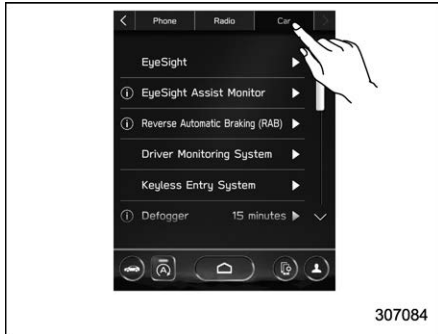 Phone Radio Car
EyeSight
EyeSight Assist Monitor
Reverse Automatic Braking (RAB)
Driver Monitoring System
Keyless Entry System
Defogger 15 minutes
307084